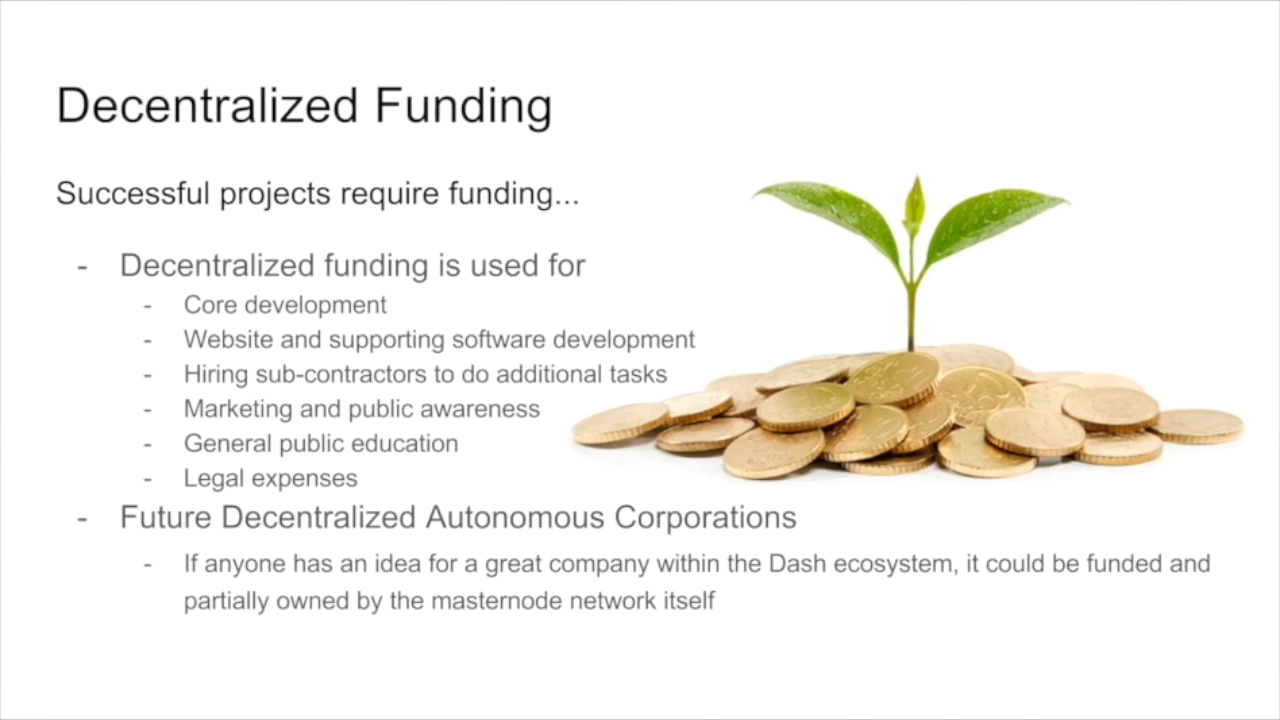 Decentralized Funding
Successful projects require funding...
- Decentralized funding is used for
- Core development
- Website and supporting software development
- Hiring sub-contractors to do additional tasks
- Marketing and public awareness
- General public education
- Legal expenses
- Future Decentralized Autonomous Corporations
- If anyone has an idea for a great company within the Dash ecosystem, it could be funded and
partially owned by the masternode network itself